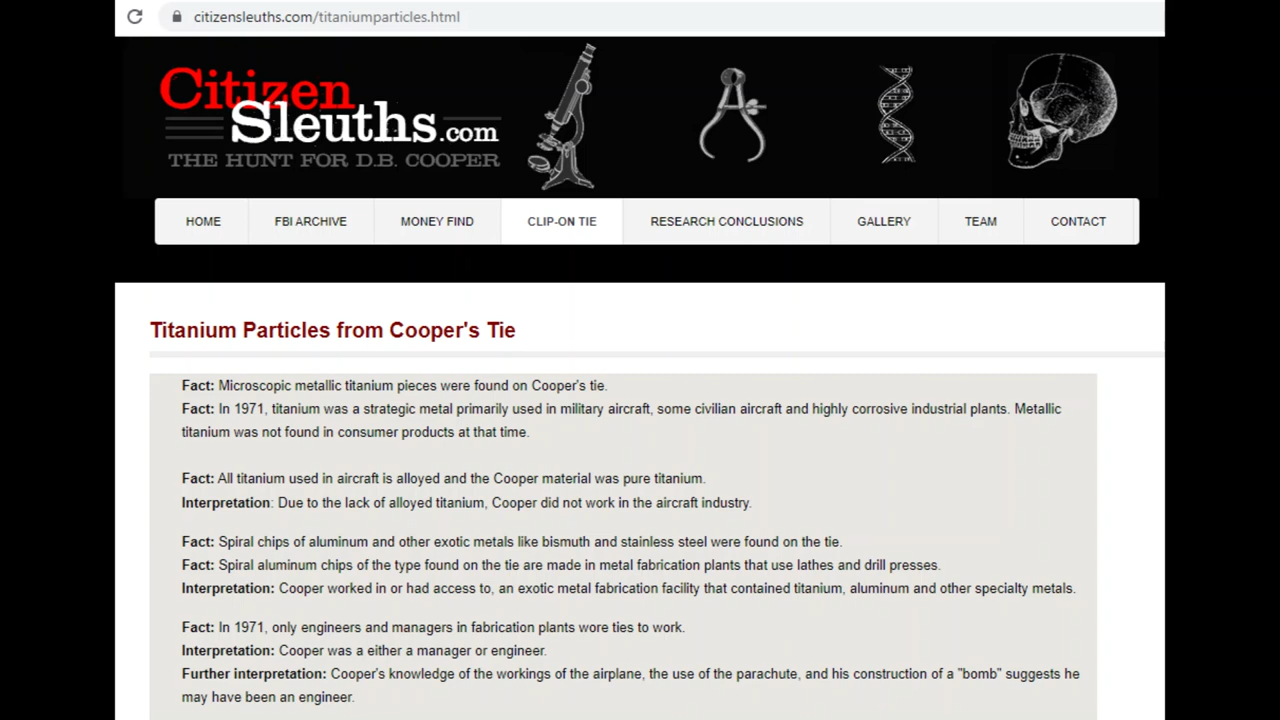 citizensleuths.com/titaniumparticles.html
Citizen
Sleuths.com
THE HUNT FOR D.B. COOPER
HOME FBI ARCHIVE MONEY FIND CLIP-ON TIE RESEARCH CONCLUSIONS GALLERY TEAM CONTACT
Titanium Particles from Cooper's Tie
Fact: Microscopic metallic titanium pieces were found on Cooper's tie.
Fact: In 1971, titanium was a strategic metal primarily used in military aircraft, some civilian aircraft and highly corrosive industrial plants. Metallic
titanium was not found in consumer products at that time.
Fact: All titanium used in aircraft is alloyed and the Cooper material was pure titanium.
Interpretation: Due to the lack of alloyed titanium, Cooper did not work in the aircraft industry.
Fact: Spiral chips of aluminum and other exotic metals like bismuth and stainless steel were found on the tie.
Fact: Spiral aluminum chips of the type found on the tie are made in metal fabrication plants that use lathes and drill presses.
Interpretation: Cooper worked in or had access to, an exotic metal fabrication facility that contained titanium, aluminum and other specialty metals.
Fact: In 1971, only engineers and managers in fabrication plants wore ties to work.
Interpretation: Cooper was a either a manager or engineer.
Further interpretation: Cooper's knowledge of the workings of the airplane, the use of the parachute, and his construction of a "bomb" suggests he
may have been an engineer.